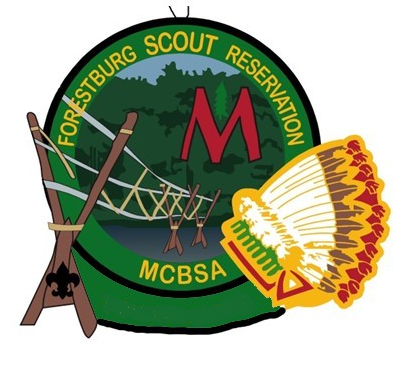 FORESTBURG SCOUT RESERVATION
M
MCBSA